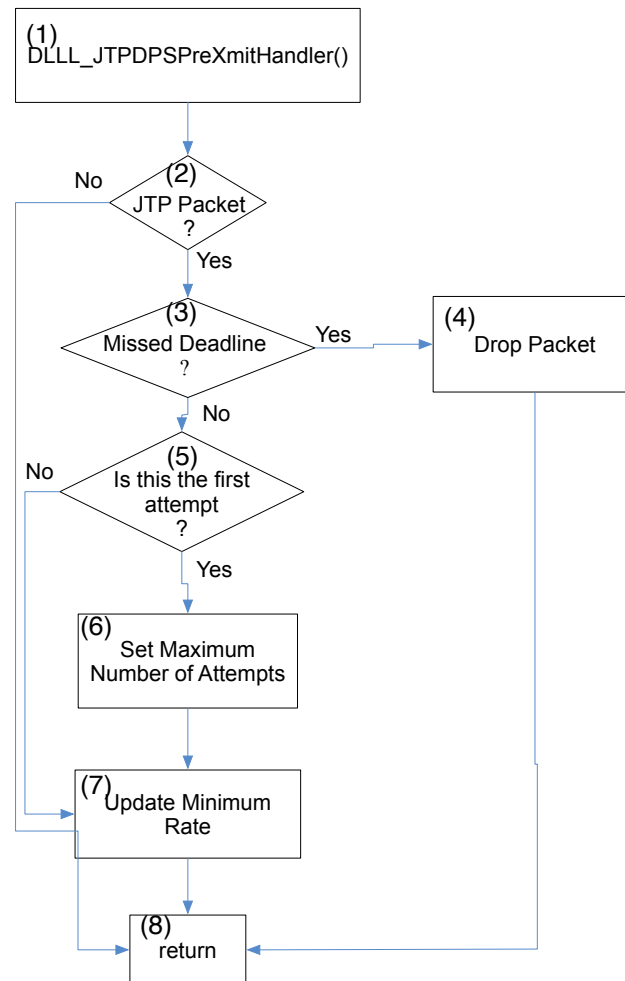 (1)
DLLL_JTPDPSPreXmitHandler()
No
(2)
JTP Packet
?
Yes
(3)
Missed Deadline
?
Yes
(4)
Drop Packet
No
No
(5)
Is this the first
attempt
?
Yes
(6)
Set Maximum
Number of Attempts
(7)
Update Minimum
Rate
(8)
return